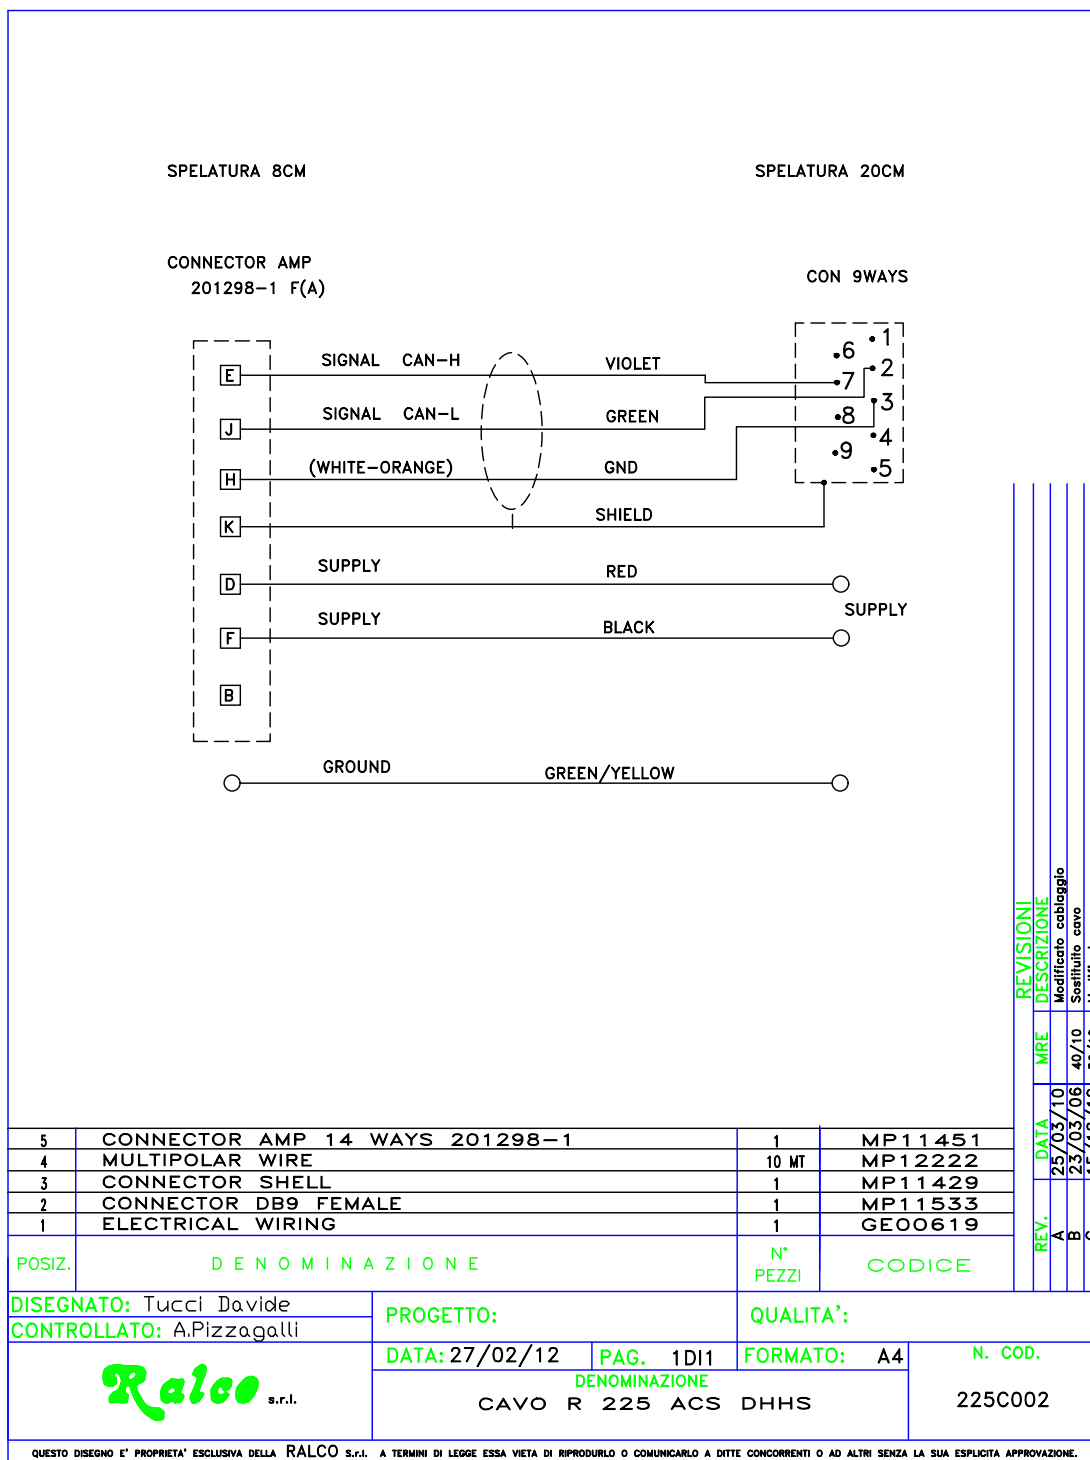 SPELATURA 8CM
SPELATURA 20CM
CONNECTOR AMP
201298-1 F(A)
CON 9WAYS
E
SIGNAL CAN-H
VIOLET
J
SIGNAL CAN-L
GREEN
H
(WHITE-ORANGE)
GND
K
SHIELD
D
SUPPLY
RED
F
SUPPLY
BLACK
SUPPLY
B
1
6
2
7
3
8
4
9
5
GROUND
GREEN/YELLOW
REVISIONI
REV. DATA MRE DESCRIZIONE
A 25/03/10 Modificato cablaggio
B 23/03/06 40/10 Sostituito cavo
5 CONNECTOR AMP 14 WAYS 201298-1 1 MP11451
4 MULTIPOLAR WIRE 10 MT MP12222
3 CONNECTOR SHELL 1 MP11429
2 CONNECTOR DB9 FEMALE 1 MP11533
1 ELECTRICAL WIRING 1 GE00619
POSIZ. DENOMINAZIONE N° PEZZI CODICE
DISEGNATO: Tucci Davide
CONTROLLATO: A.Pizzagalli
PROGETTO:
QUALITA':
Ralco s.r.l.
DATA: 27/02/12
PAG. 1DI1
FORMATO: A4
N. COD.
225C002
DENOMINAZIONE
CAVO R 225 ACS DHHS
QUESTO DISEGNO E' PROPRIETA' ESCLUSIVA DELLA RALCO S.r.l. A TERMINI DI LEGGE ESSA VIETA DI RIPRODURLO O COMUNICARLO A DITTE CONCORRENTI O AD ALTRI SENZA LA SUA ESPLICITA APPROVAZIONE.